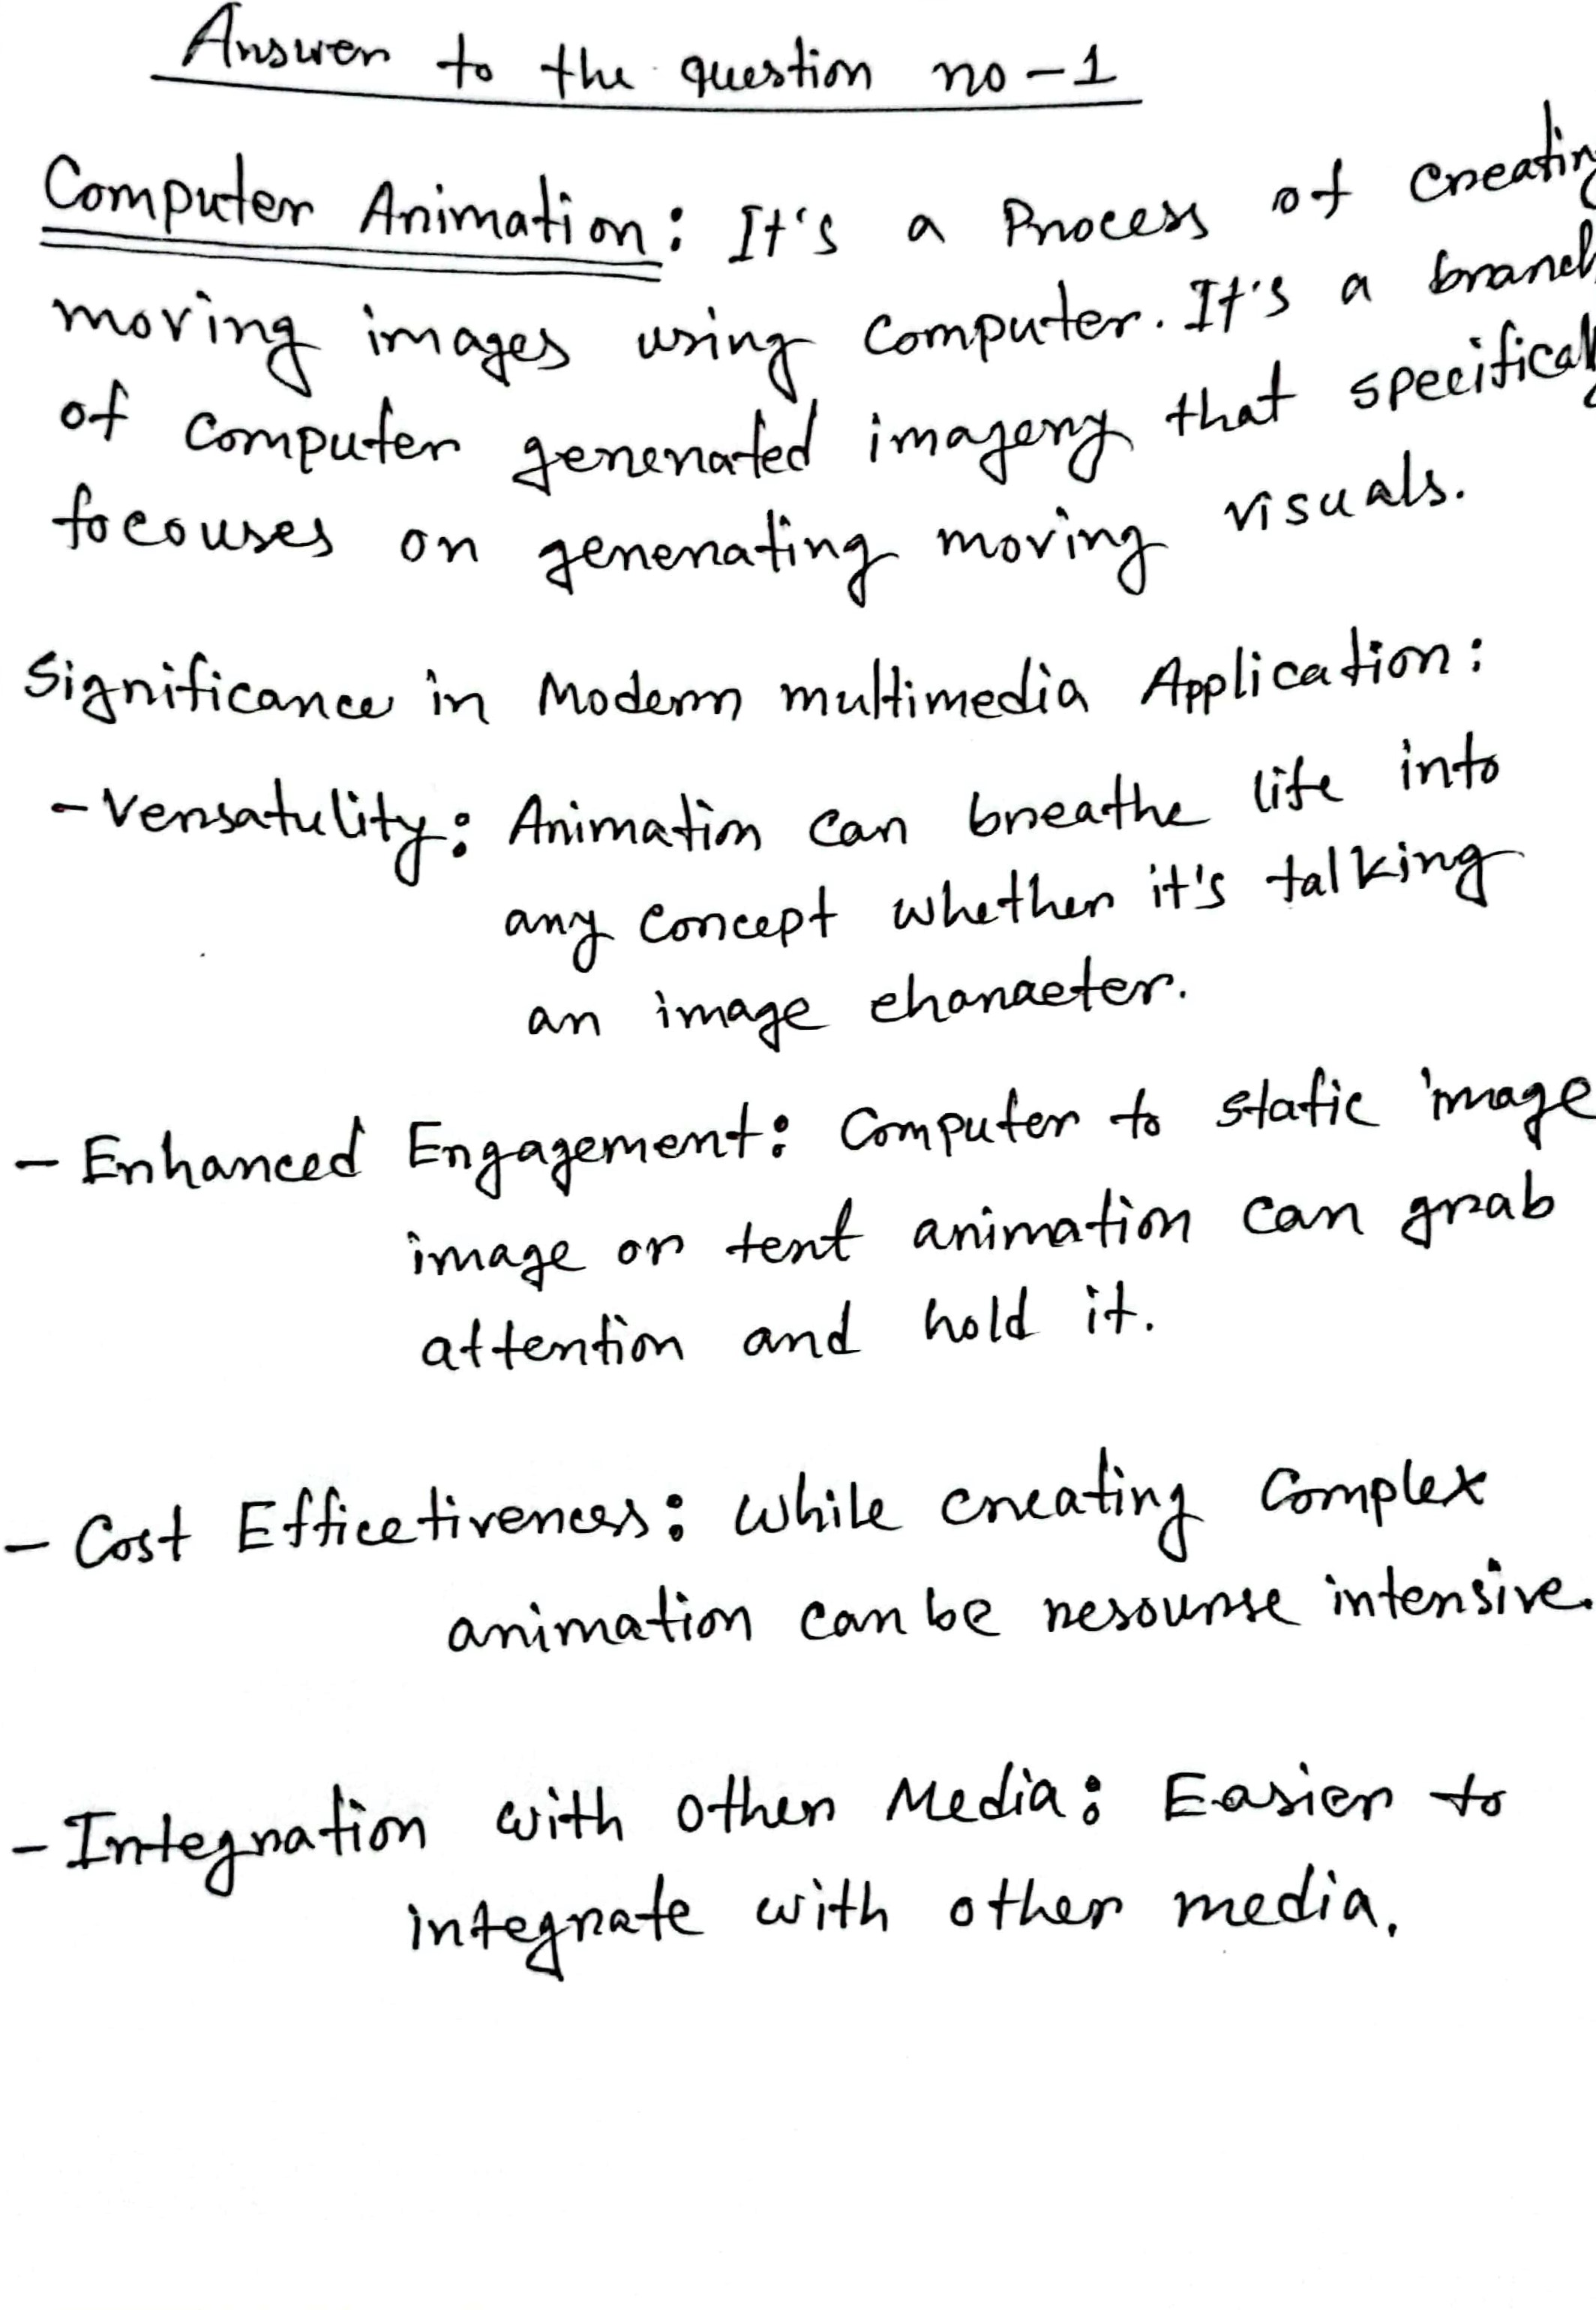 Answer to the question no-1
Computer Animation: It's a Process of creatin
moving images using computer. It's a branch
of computer generated imagery that specifical
focouses on generating moving visuals.
Significance in Modern multimedia Application:
- Versatulity: Animation can breathe life into
any concept whether it's talking
an image character.
- Enhanced Engagement: Computer to static image
image or text animation can grab
attention and hold it.
- Cost Efficetiveness: While creating Complex
animation can be resourse intensive.
- Integration with other Media: Easier to
integrate with other media.